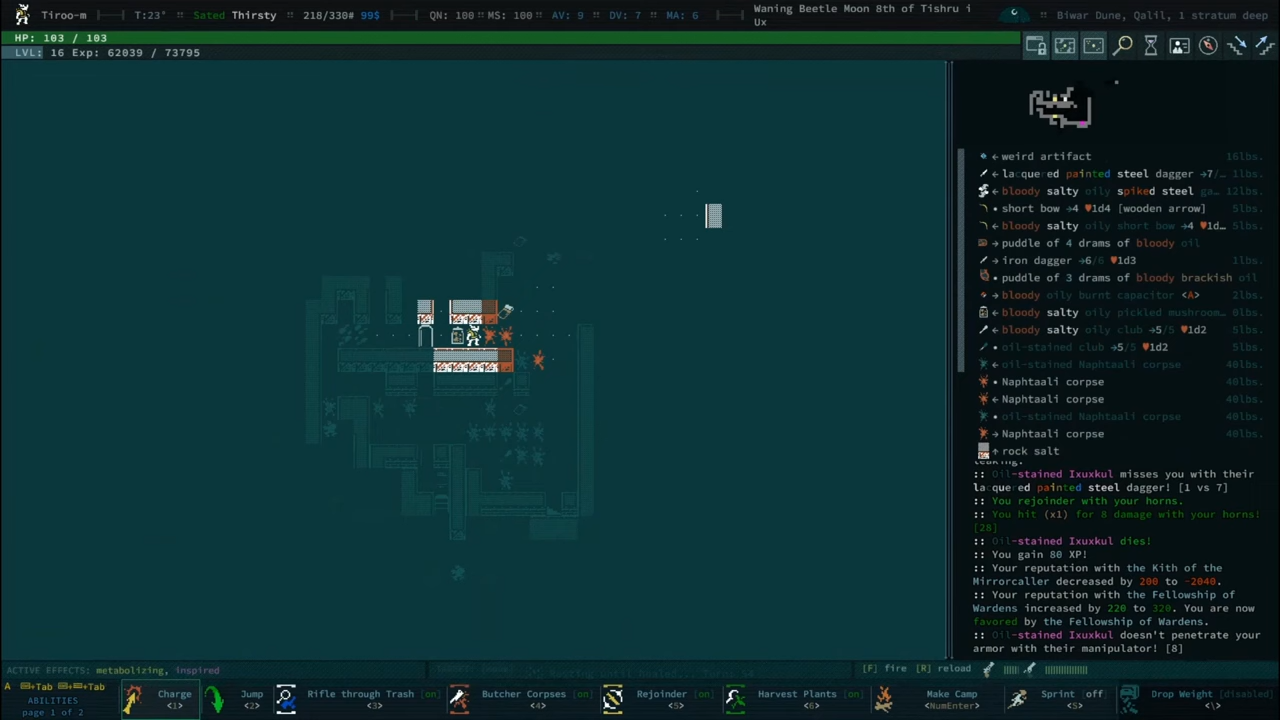 Tiroo-m T:23° :: Sated Thirsty :: 218/330# 99$ QN: 100 :: MS: 100 :: AV: 9 :: DV: 7 :: MA: 6 Waning Beetle Moon 8th of Tishru i Ux :: Biwar Dune, Qalil, 1 stratum deep
HP: 103 / 103
LVL: 16 Exp: 62039 / 73795
weird artifact 16lbs.
lacquered painted steel dagger →7/… 1lbs.
bloody salty oily spiked steel ga… 12lbs.
short bow →4 ♥1d4 [wooden arrow] 5lbs.
bloody salty oily short bow →4 ♥1d… 5lbs.
puddle of 4 drams of bloody oil
iron dagger →6/6 ♥1d3 1lbs.
puddle of 3 drams of bloody brackish oil
bloody oily burnt capacitor <A> 2lbs.
bloody oily pickled mushroom…
bloody oily club →5/5 ♥1d2 5lbs.
oil-stained club →5/5 ♥1d2 5lbs.
oil-stained Naphtaali corpse 40lbs.
Naphtaali corpse 40lbs.
Naphtaali corpse 40lbs.
oil-stained Naphtaali corpse 40lbs.
Naphtaali corpse 40lbs.
rock salt
:: Oil-stained Ixuxkul misses you with their
lacquered painted steel dagger! [1 vs 7]
:: You rejoinder with your horns.
:: You hit (x1) for 8 damage with your horns!
[28]
:: Oil-stained Ixuxkul dies!
:: You gain 80 XP!
:: Your reputation with the Kith of the
Mirrorcaller decreased by 200 to -2040.
:: Your reputation with the Fellowship of
Wardens increased by 220 to 320. You are now
favored by the Fellowship of Wardens.
:: Oil-stained Ixuxkul doesn't penetrate your
armor with their manipulator! [8]
ACTIVE EFFECTS: metabolizing, inspired
[F] fire [R] reload
A +Tab +Tab
ABILITIES
page 1 of 2
Charge
<1>
Jump
<2>
Rifle through Trash [on]
<3>
Butcher Corpses [on]
<4>
Rejoinder [on]
<5>
Harvest Plants [on]
<6>
Make Camp
<NumEnter>
Sprint [off]
<>
Drop Weight [disabled]
<\>